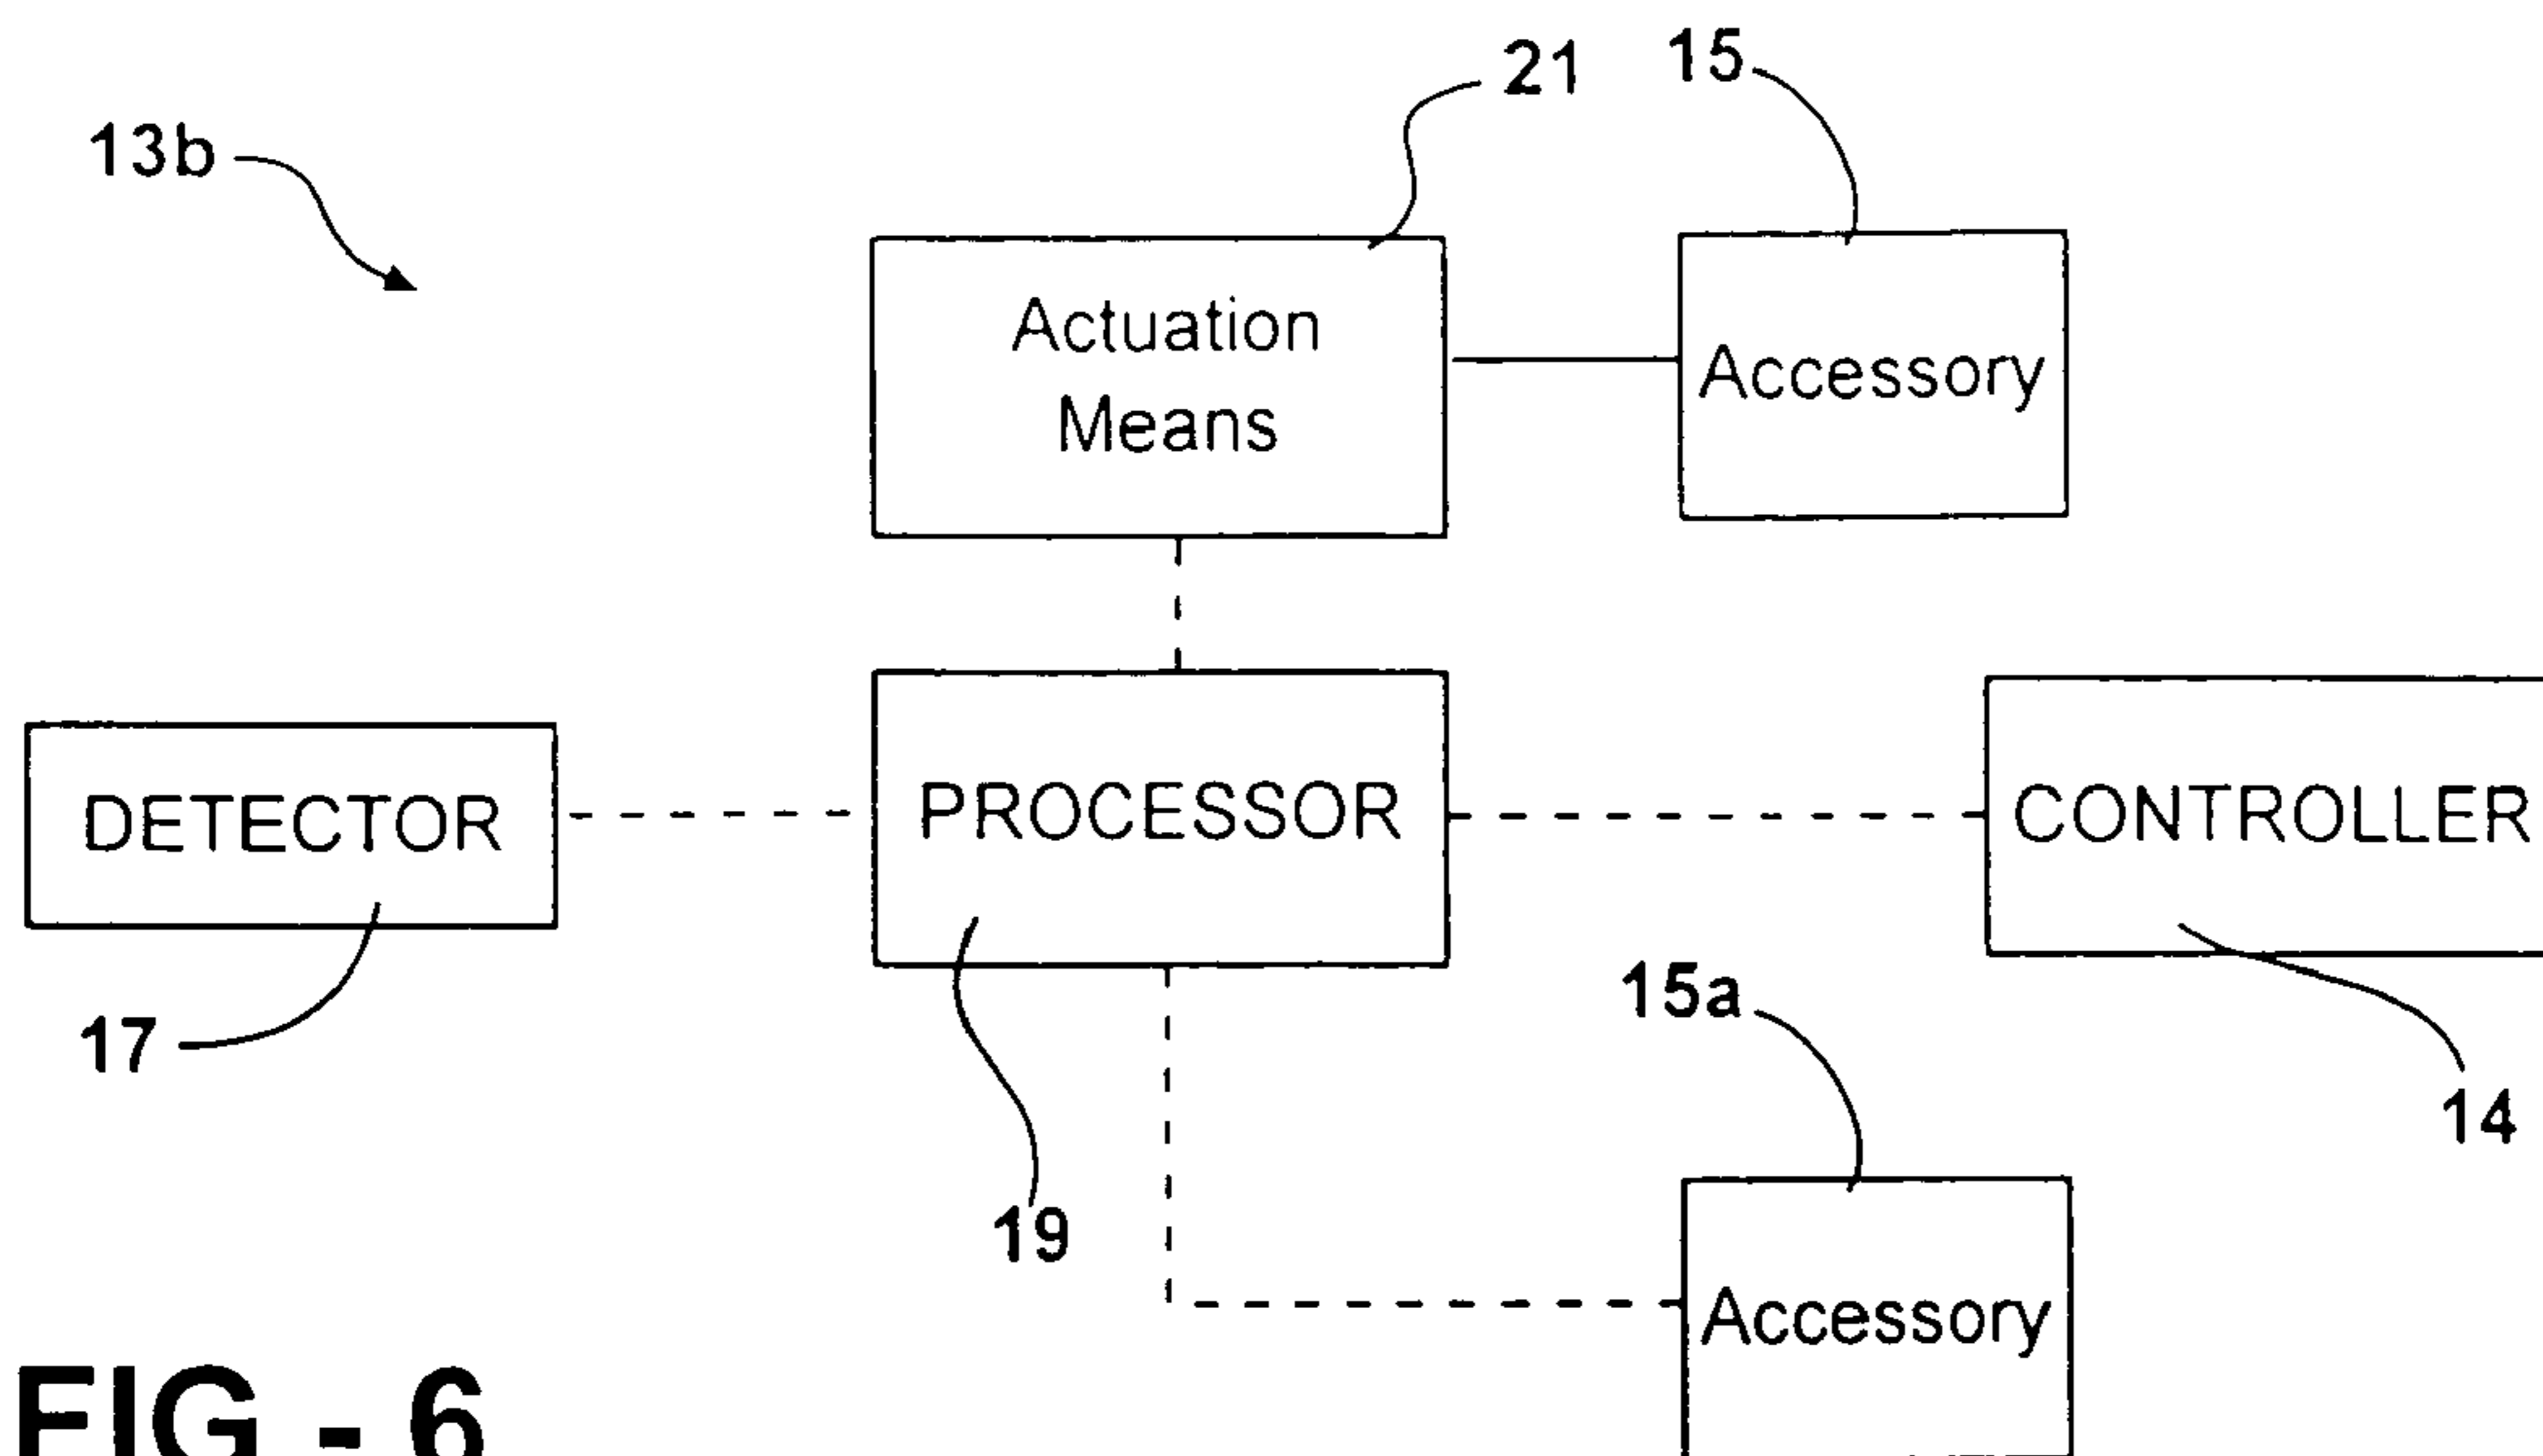 21 15
13b
Actuation
Means
Accessory
DETECTOR
PROCESSOR
CONTROLLER
17
15a
14
19
Accessory
FIG - 6